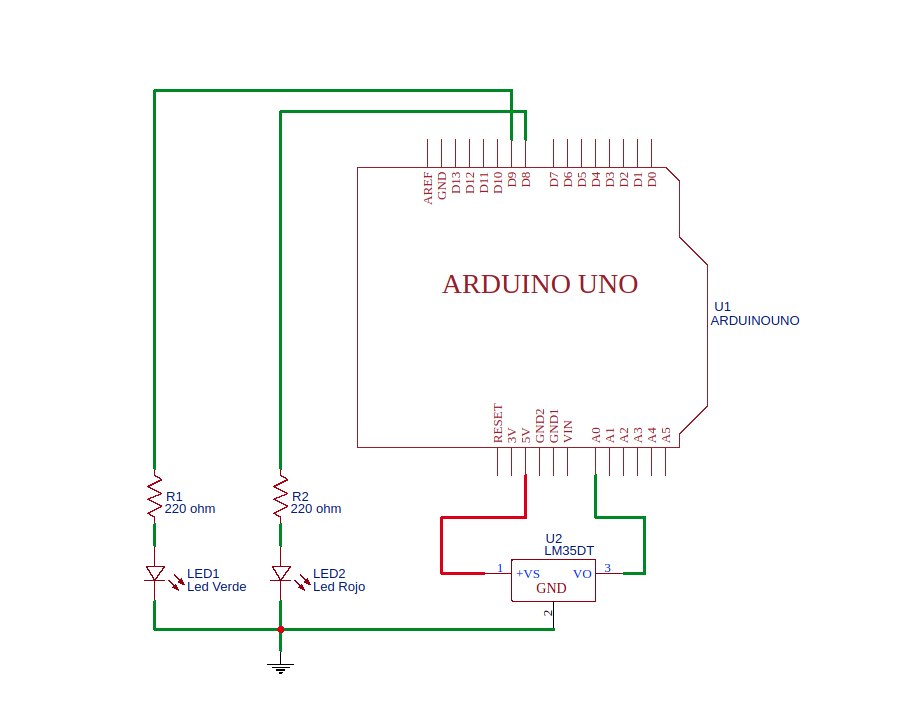 AREF
GND
D13
D12
D11
D10
D9
D8
D7
D6
D5
D4
D3
D2
D1
D0
ARDUINO UNO
U1
ARDUINOUNO
RESET
3V
5V
GND2
GND1
VIN
A0
A1
A2
A3
A4
A5
R1
220 ohm
R2
220 ohm
U2
LM35DT
1
+VS
VO
3
GND
2
LED1
Led Verde
LED2
Led Rojo